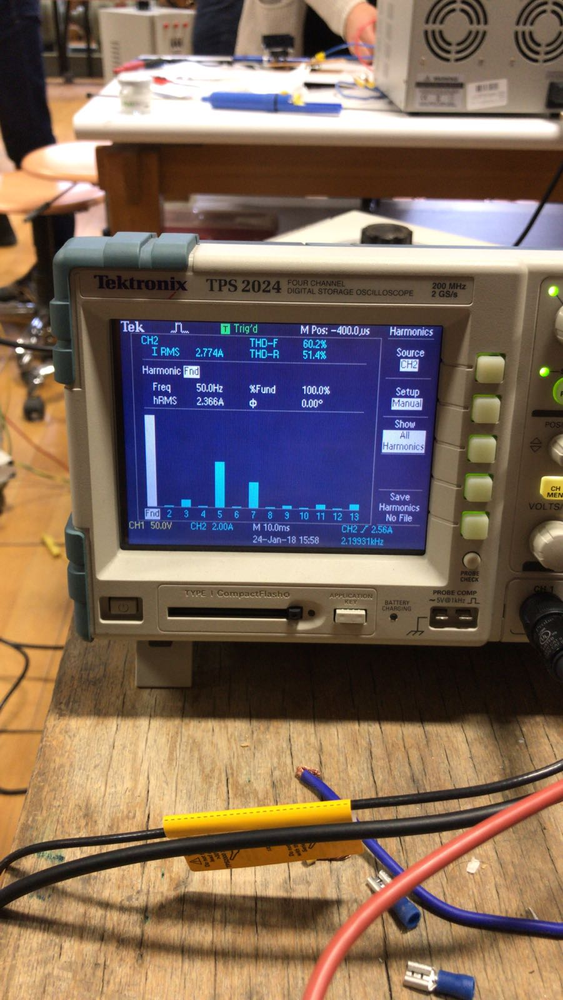 WARNING
Tektronix TPS 2024 FOUR CHANNEL DIGITAL STORAGE OSCILLOSCOPE 200 MHz 2 GS/s
Tek T Trig'd M Pos: -400.0µs Harmonics
CH2 THD-F 60.2%
I RMS 2.774A THD-R 51.4%
Harmonic Fnd
Freq 50.0Hz %Fund 100.0%
hRMS 2.366A ϕ 0.00°
Source
CH2
Setup
Manual
Show
All
Harmonics
Save
Harmonics
No File
Fnd 2 3 4 5 6 7 8 9 10 11 12 13
CH1 50.0V CH2 2.00A M 10.0ms CH2 2.56A
24-Jan-18 15:58 2.19931kHz
CH
MEN
VOLTS/
CH 1
PROBE
CHECK
TYPE I CompactFlash
APPLICATION
KEY
BATTERY
CHARGING
PROBE COMP
~5V@1kHz